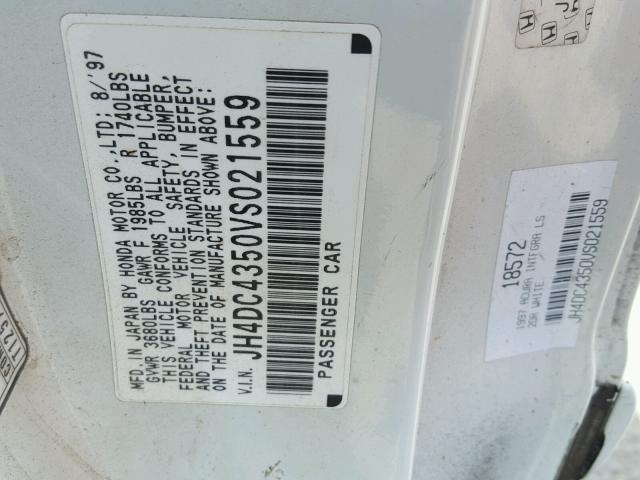 MFD. IN JAPAN BY HONDA MOTOR CO., LTD; 8/'97
GVWR 3680LBS GAWR F 1985LBS R 1740LBS
THIS VEHICLE CONFORMS TO ALL APPLICABLE
FEDERAL MOTOR VEHICLE SAFETY, BUMPER,
AND THEFT PREVENTION STANDARDS IN EFFECT
ON THE DATE OF MANUFACTURE SHOWN ABOVE:
V.I.N. JH4DC4350VS021559
PASSENGER CAR
18572
1997 ACURA INTEGRA LS
2DR WHITE
JH4DC4350VS021559